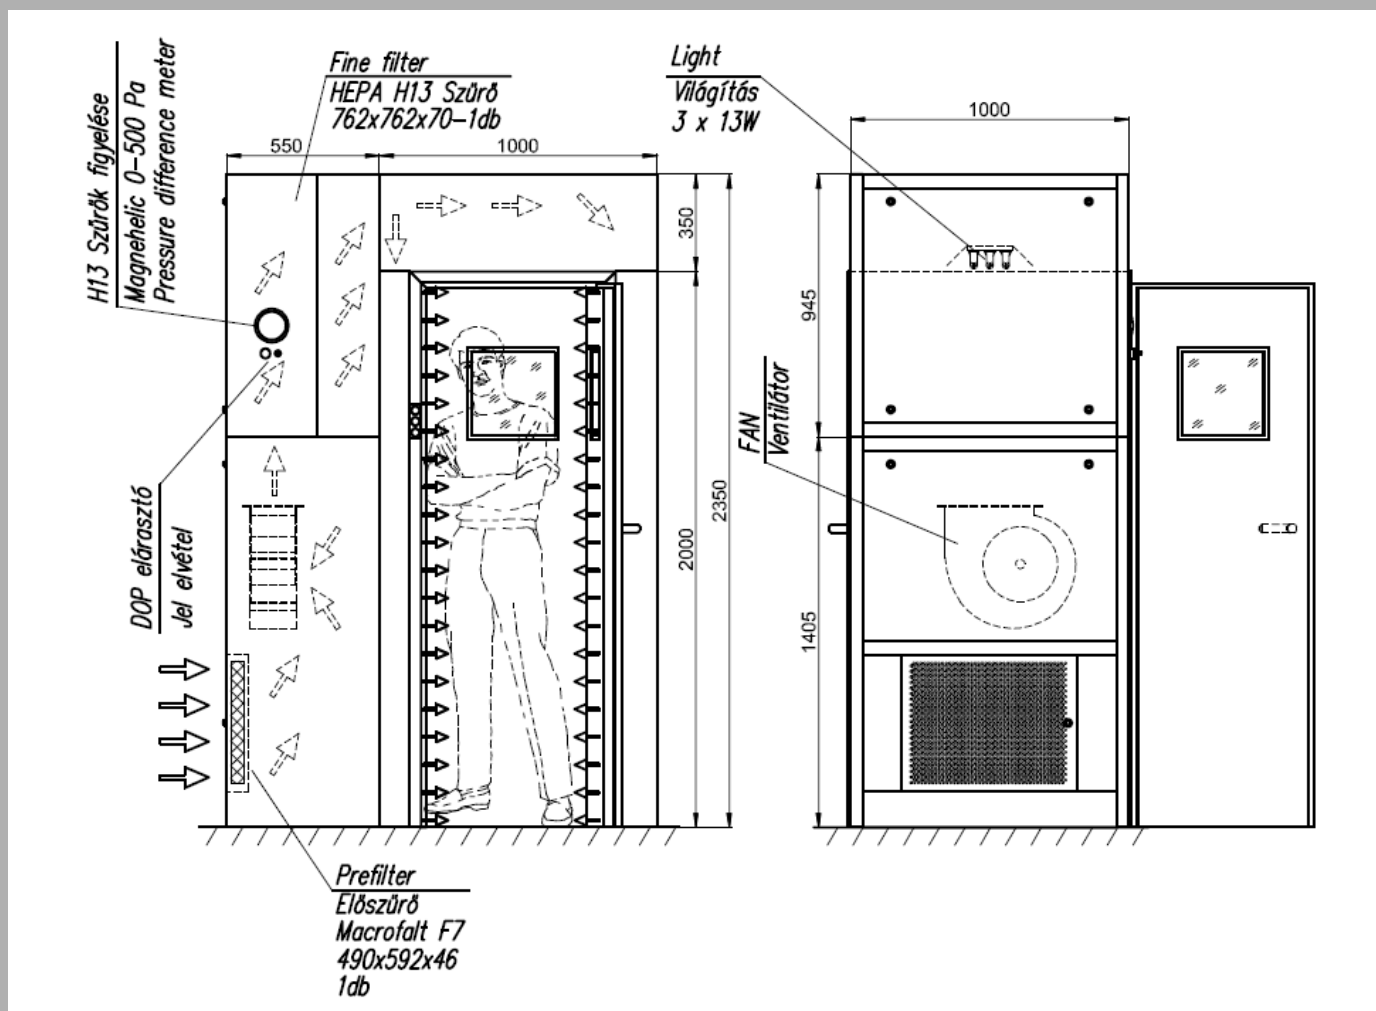 H13 Szűrők figyelése
Magnehelic 0-500 Pa
Pressure difference meter
Fine filter
HEPA H13 Szűrő
762x762x70-1db
Light
Világítás
3 x 13W
550
1000
1000
350
2350
2000
945
1405
FAN
Ventilátor
DOP elárasztó
Jel elvétel
Prefilter
Előszűrő
Macrofalt F7
490x592x46
1db